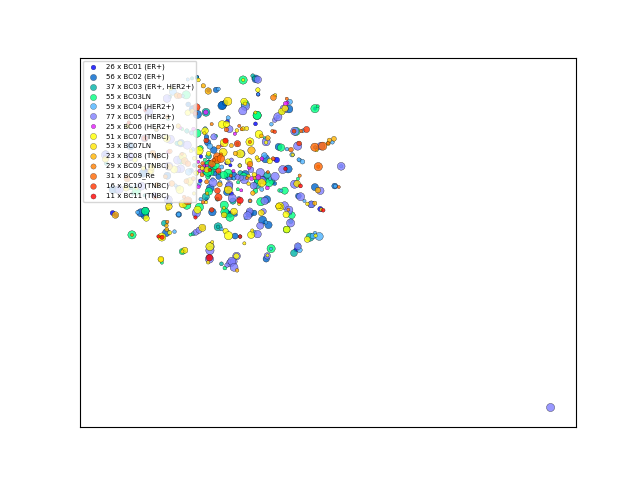 26 x BC01 (ER+)
56 x BC02 (ER+)
37 x BC03 (ER+, HER2+)
55 x BC03LN
59 x BC04 (HER2+)
77 x BC05 (HER2+)
25 x BC06 (HER2+)
51 x BC07 (TNBC)
53 x BC07LN
23 x BC08 (TNBC)
29 x BC09 (TNBC)
31 x BC09_Re
16 x BC10 (TNBC)
11 x BC11 (TNBC)